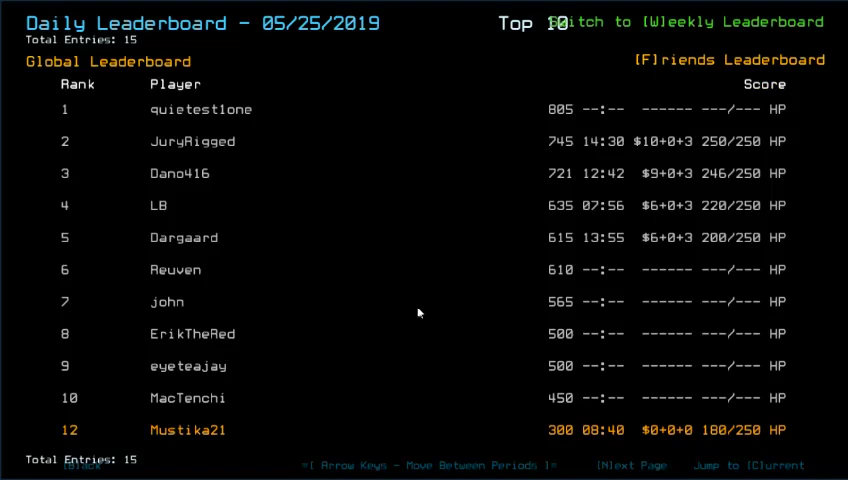 Daily Leaderboard - 05/25/2019 Top 10 Switch to [W]eekly Leaderboard
Total Entries: 15
Global Leaderboard [F]riends Leaderboard
Rank Player Score
1 quietest1one 805 --:-- ------ ---/--- HP
2 JuryRigged 745 14:30 $10+0+3 250/250 HP
3 Dano416 721 12:42 $9+0+3 246/250 HP
4 LB 635 07:56 $6+0+3 220/250 HP
5 Dargaard 615 13:55 $6+0+3 200/250 HP
6 Reuven 610 --:-- ------ ---/--- HP
7 john 565 --:-- ------ ---/--- HP
8 ErikTheRed 500 --:-- ------ ---/--- HP
9 eyeteajay 500 --:-- ------ ---/--- HP
10 MacTenchi 450 --:-- ------ ---/--- HP
12 Mustika21 300 08:40 $0+0+0 180/250 HP
Total Entries: 15
[B]ack =[ Arrow Keys - Move Between Periods ]= [N]ext Page Jump to [C]urrent